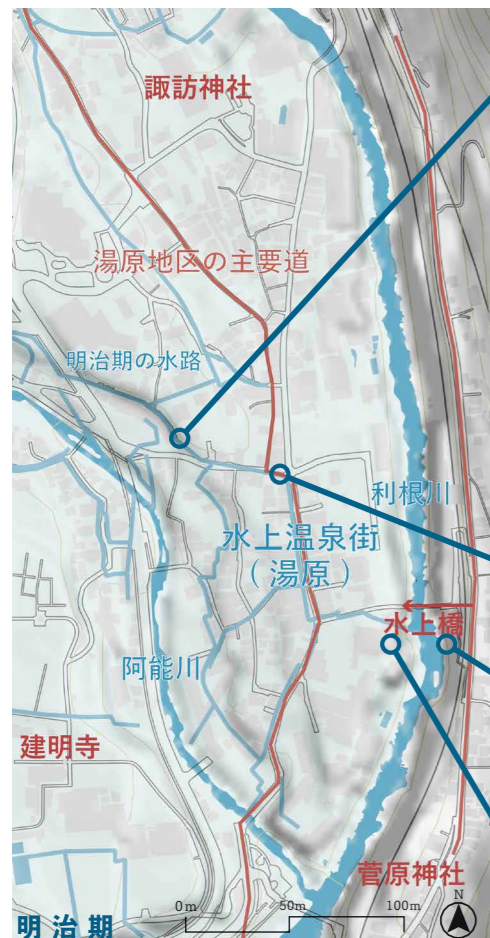 諏訪神社
湯原地区の主要道
明治期の水路
利根川
水上温泉街
（湯原）
水上橋
阿能川
建明寺
菅原神社
明治期
0m 50m 100m
N